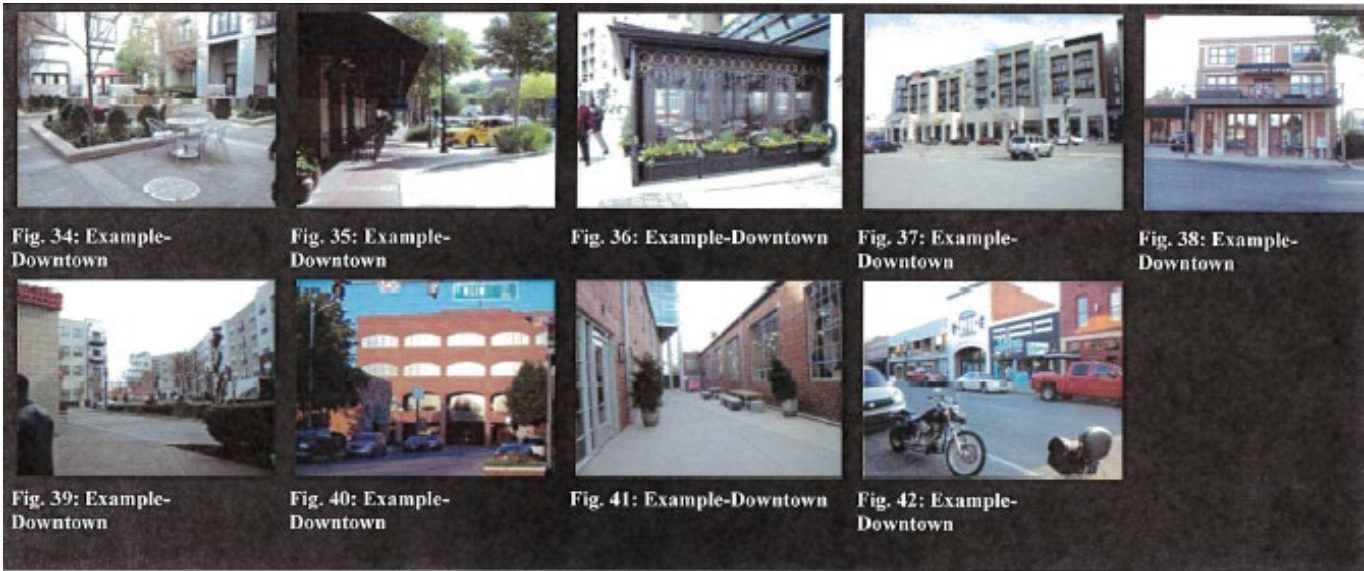 Fig. 34: Example-
Downtown
Fig. 35: Example-
Downtown
Fig. 36: Example-Downtown
Fig. 37: Example-
Downtown
Fig. 38: Example-
Downtown
Fig. 39: Example-
Downtown
Fig. 40: Example-
Downtown
Fig. 41: Example-Downtown
Fig. 42: Example-
Downtown